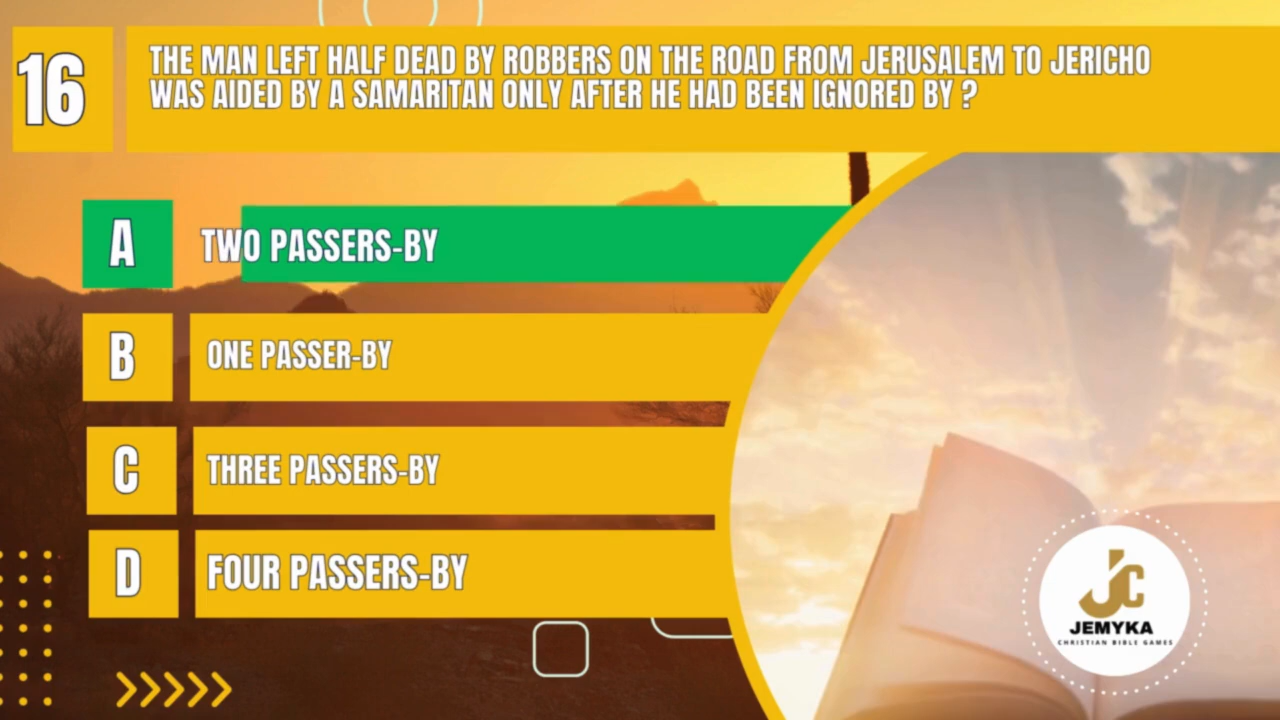 16
THE MAN LEFT HALF DEAD BY ROBBERS ON THE ROAD FROM JERUSALEM TO JERICHO
WAS AIDED BY A SAMARITAN ONLY AFTER HE HAD BEEN IGNORED BY ?
A
TWO PASSERS-BY
B
ONE PASSER-BY
C
THREE PASSERS-BY
D
FOUR PASSERS-BY
JC
JEMYKA
CHRISTIAN BIBLE GAMES